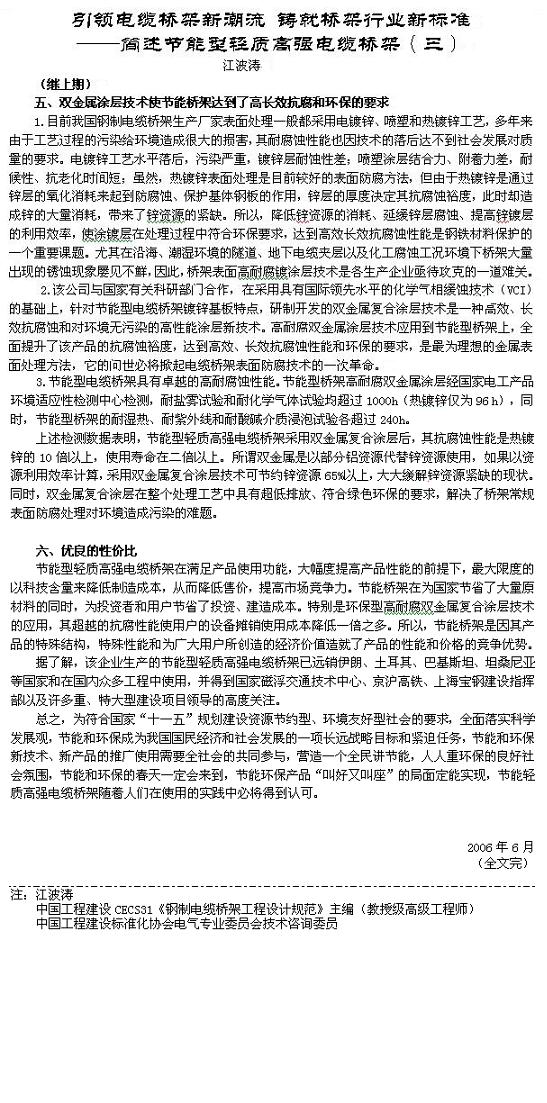 引领电缆桥架新潮流 铸就桥架行业新标准
——简述节能型轻质高强电缆桥架（三）
江波涛
（继上期）
五、双金属涂层技术使节能桥架达到了高长效抗腐和环保的要求
1.目前我国钢制电缆桥架生产厂家表面处理一般都采用电镀锌、喷塑和热镀锌工艺，多年来
由于工艺过程的污染给环境造成很大的损害，其耐腐蚀性能也因技术的落后达不到社会发展对质
量的要求。电镀锌工艺水平落后，污染严重，镀锌层耐蚀性差；喷塑涂层结合力、附着力差，耐
候性、抗老化时间短；虽然，热镀锌表面处理是目前较好的表面防腐方法，但由于热镀锌是通过
锌层的氧化消耗来起到防腐蚀、保护基体钢板的作用，锌层的厚度决定其抗腐蚀裕度，此时却造
成锌的大量消耗，带来了锌资源的紧缺。所以，降低锌资源的消耗、延缓锌层腐蚀、提高锌镀层
的利用效率，使涂镀层在处理过程中符合环保要求，达到高效长效抗腐蚀性能是钢铁材料保护的
一个重要课题。尤其在沿海、潮湿环境的隧道、地下电缆夹层以及化工腐蚀工况环境下桥架大量
出现的锈蚀现象屡见不鲜，因此，桥架表面高耐腐镀涂层技术是各生产企业亟待攻克的一道难关。
2.该公司与国家有关科研部门合作，在采用具有国际领先水平的化学气相缓蚀技术（VCI）
的基础上，针对节能型电缆桥架镀锌基板特点，研制开发的双金属复合涂层技术是一种高效、长
效抗腐蚀和对环境无污染的高性能涂层新技术。高耐腐双金属涂层技术应用到节能型桥架上，全
面提升了该产品的抗腐蚀裕度，达到高效、长效抗腐蚀性能和环保的要求，是最为理想的金属表
面处理方法，它的问世必将掀起电缆桥架表面防腐技术的一次革命。
3.节能型电缆桥架具有卓越的高耐腐蚀性能。节能型桥架高耐腐双金属涂层经国家电工产品
环境适应性检测中心检测，耐盐雾试验和耐化学气体试验均超过 1000h（热镀锌仅为 96h），同
时，节能型桥架的耐湿热、耐紫外线和耐酸碱介质浸泡试验各超过 240h。
上述检测数据表明，节能型轻质高强电缆桥架采用双金属复合涂层后，其抗腐蚀性能是热镀
锌的 10 倍以上，使用寿命在二倍以上。所谓双金属是以部分铝资源代替锌资源使用，如果以资
源利用效率计算，采用双金属复合涂层技术可节约锌资源 65%以上，大大缓解锌资源紧缺的现状。
同时，双金属复合涂层在整个处理工艺中具有超低排放、符合绿色环保的要求，解决了桥架常规
表面防腐处理对环境造成污染的难题。
六、优良的性价比
节能型轻质高强电缆桥架在满足产品使用功能，大幅度提高产品性能的前提下，最大限度的
以科技含量来降低制造成本，从而降低售价，提高市场竞争力。节能桥架在为国家节省了大量原
材料的同时，为投资者和用户节省了投资、建造成本。特别是环保型高耐腐双金属复合涂层技术
的应用，其超越的抗腐性能使用户的设备摊销使用成本降低一倍之多。所以，节能桥架是因其产
品的特殊结构，特殊性能和为广大用户所创造的经济价值造就了产品的性能和价格的竞争优势。
据了解，该企业生产的节能型轻质高强电缆桥架已远销伊朗、土耳其、巴基斯坦、坦桑尼亚
等国家和在国内众多工程中使用，并得到国家磁浮交通技术中心、京沪高铁、上海宝钢建设指挥
部以及许多重、特大型建设项目领导的高度关注。
总之，为符合国家“十一五”规划建设资源节约型、环境友好型社会的要求，全面落实科学
发展观，节能和环保成为我国国民经济和社会发展的一项长远战略目标和紧迫任务，节能和环保
新技术、新产品的推广使用需要全社会的共同参与，营造一个全民讲节能，人人重环保的良好社
会氛围，节能和环保的春天一定会来到，节能环保产品“叫好又叫座”的局面定能实现，节能轻
质高强电缆桥架随着人们在使用的实践中必将得到认可。
2006 年 6 月
（全文完）
注：江波涛
中国工程建设 CECS31《钢制电缆桥架工程设计规范》主编（教授级高级工程师）
中国工程建设标准化协会电气专业委员会技术咨询委员